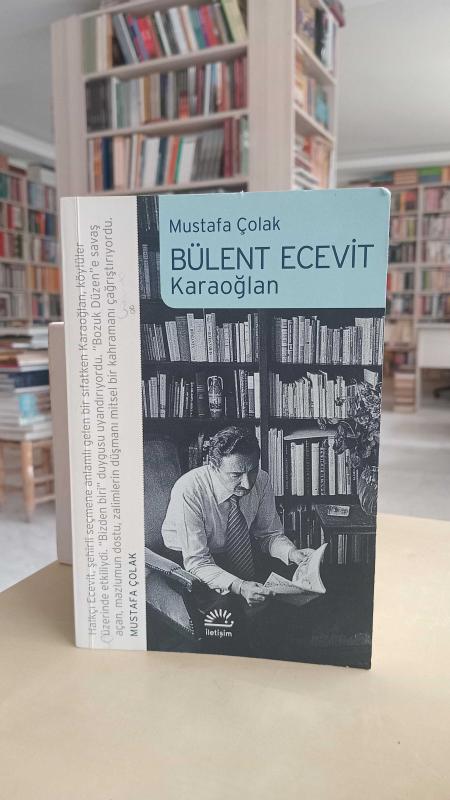 Mustafa Çolak
BÜLENT ECEVİT
Karaoğlan
Halkçı Ecevit, şehirli seçmene anlamlı gelen bir sıfatken Karaoğlan, köylüler
üzerinde etkiliydi. "Bizden biri" duygusu uyandırıyordu. "Bozuk Düzen"e savaş
açan, mazlumun dostu, zalimlerin düşmanı mitsel bir kahramanı çağrıştırıyordu.
MUSTAFA ÇOLAK
iletişim